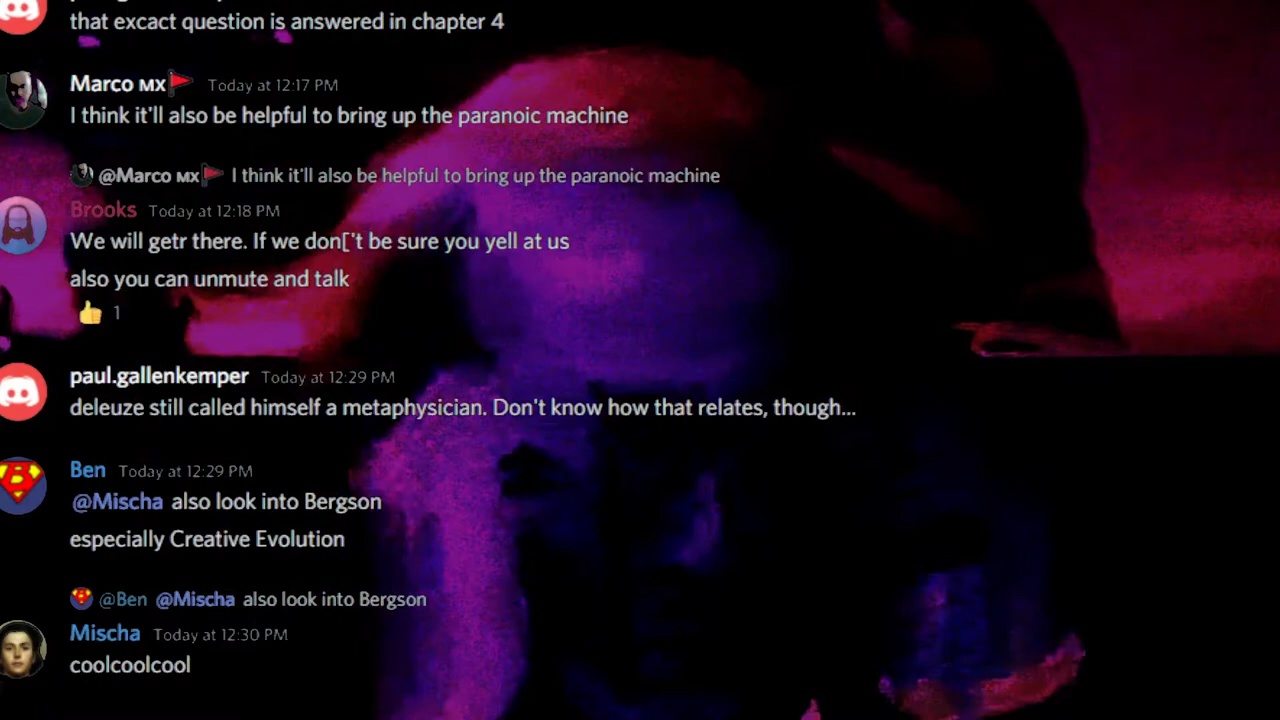 that excact question is answered in chapter 4
Marco MX Today at 12:17 PM
I think it'll also be helpful to bring up the paranoic machine
@Marco MX I think it'll also be helpful to bring up the paranoic machine
Brooks Today at 12:18 PM
We will getr there. If we don['t be sure you yell at us
also you can unmute and talk
1
paul.gallenkemper Today at 12:29 PM
deleuze still called himself a metaphysician. Don't know how that relates, though...
Ben Today at 12:29 PM
@Mischa also look into Bergson
especially Creative Evolution
@Ben @Mischa also look into Bergson
Mischa Today at 12:30 PM
coolcoolcool